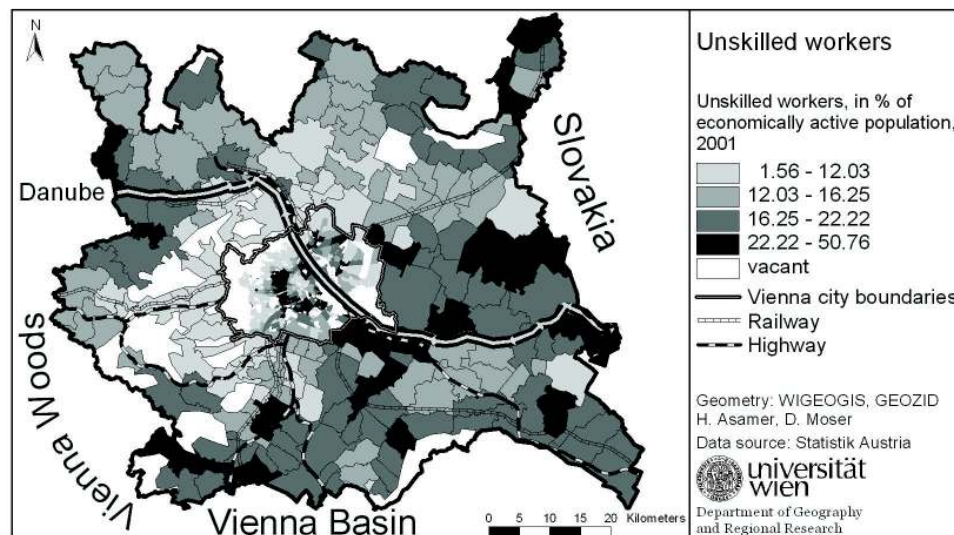 N
Danube
Slovakia
Vienna Woods
Vienna Basin
0 5 10 15 20 Kilometers
Unskilled workers
Unskilled workers, in % of
economically active population,
2001
1.56 - 12.03
12.03 - 16.25
16.25 - 22.22
22.22 - 50.76
vacant
Vienna city boundaries
Railway
Highway
Geometry: WIGEOGIS, GEOZID
H. Asamer, D. Moser
Data source: Statistik Austria
universität
wien
Department of Geography
and Regional Research